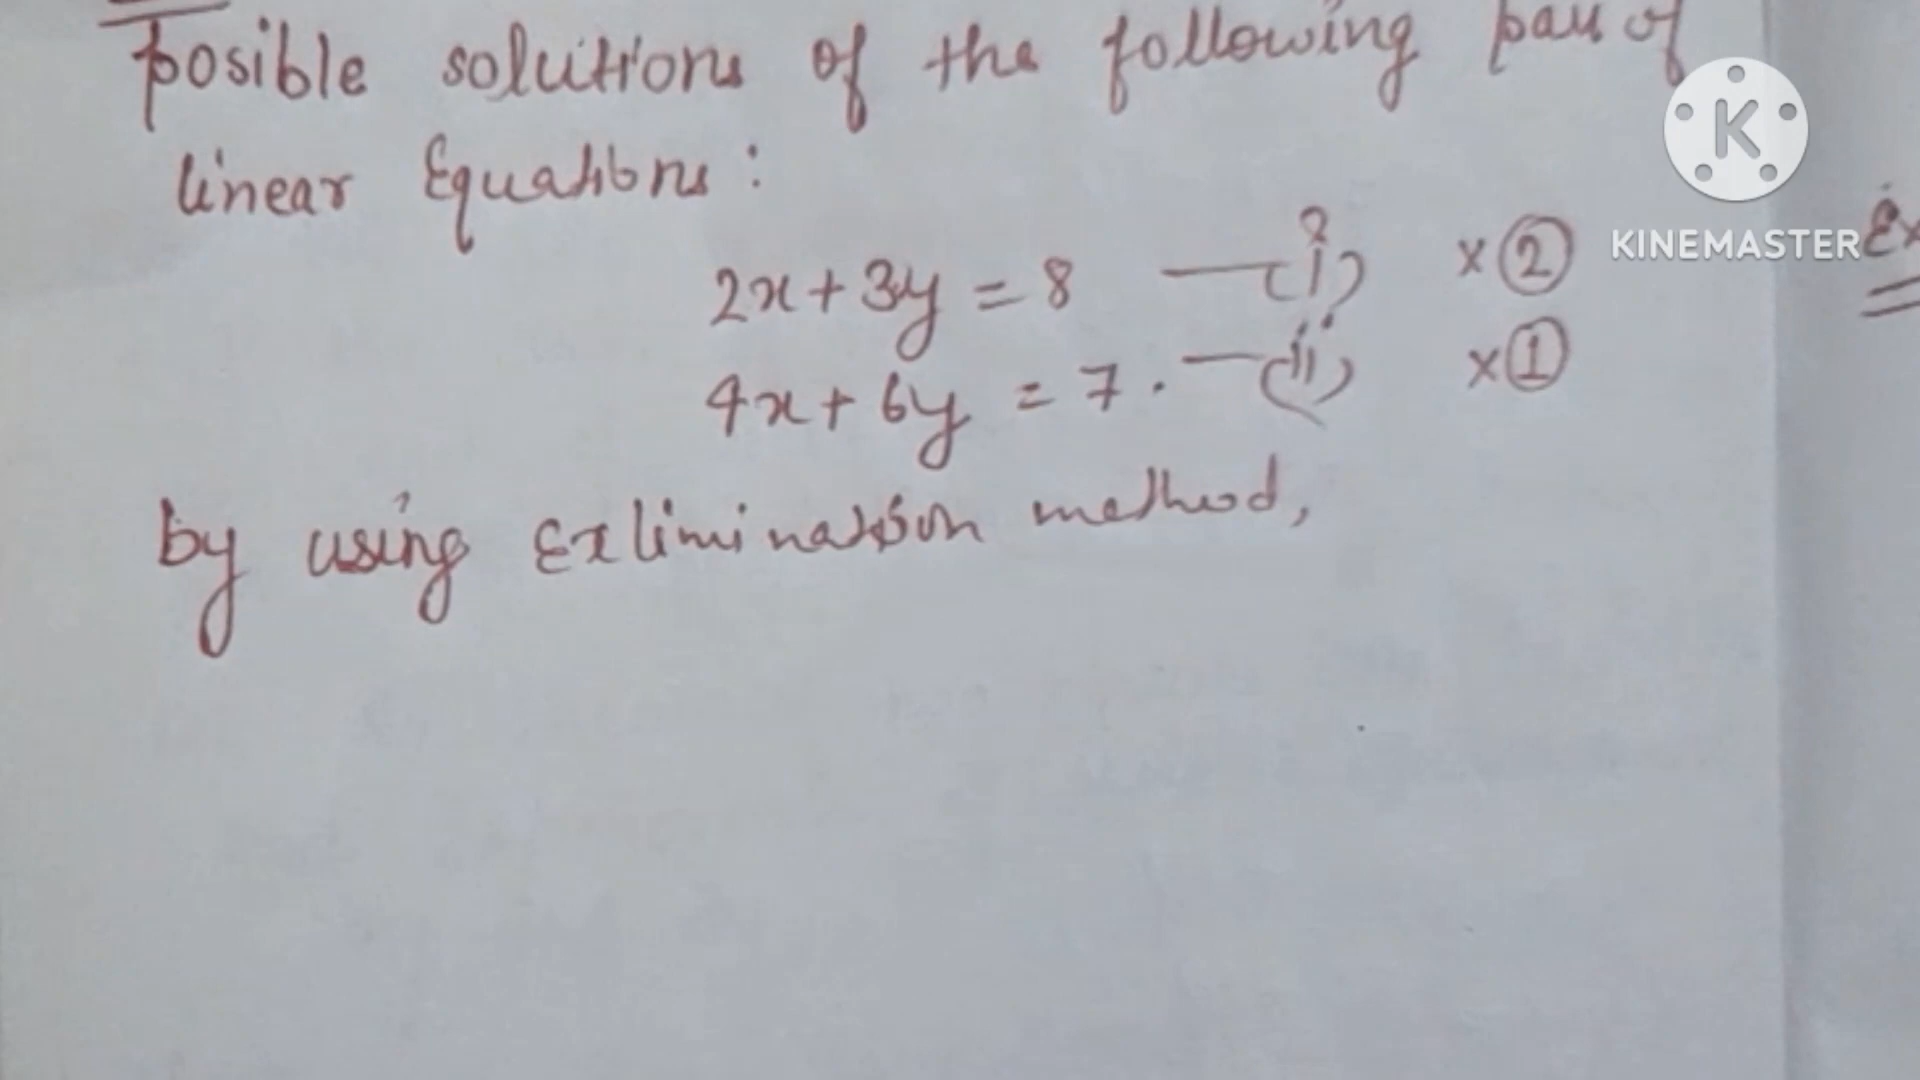 posible solutions of the following pair of
linear Equations:
2x + 3y = 8 —(i) × ②
4x + 6y = 7. —(ii) × ①
by using Exlimination method,
KINEMASTER
Ex